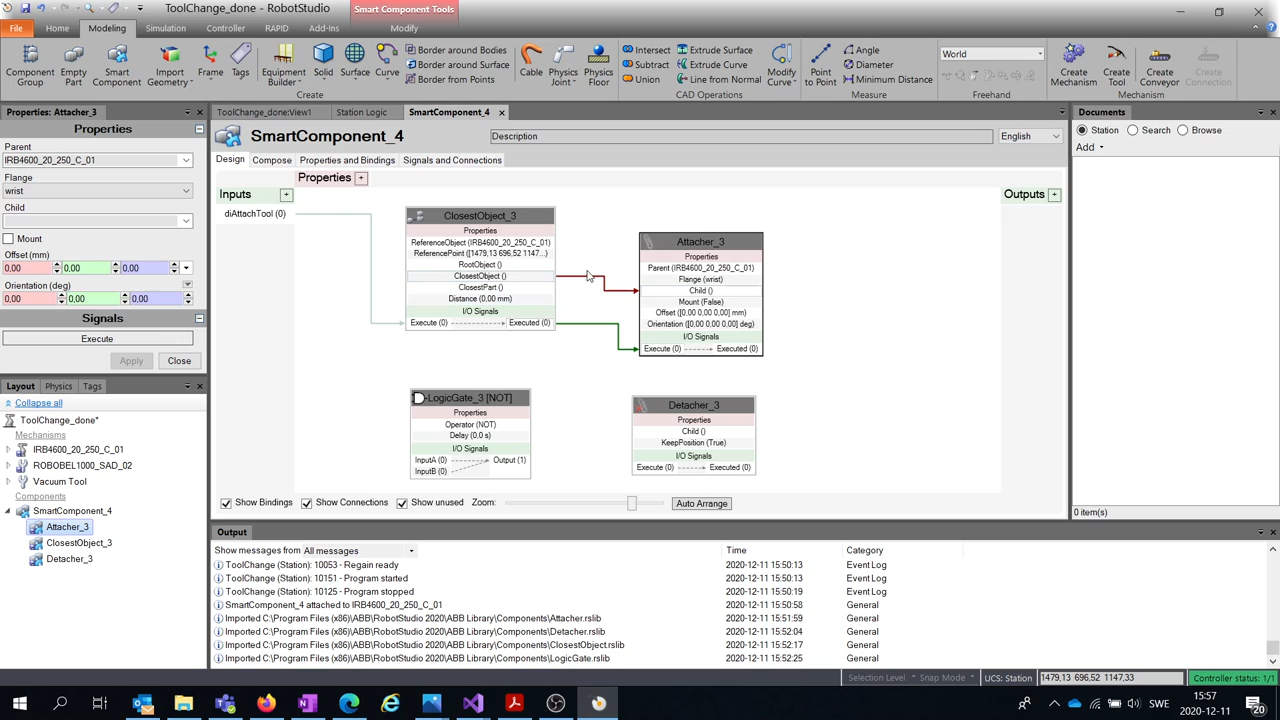 ToolChange_done - RobotStudio
Smart Component Tools
File
Home
Modeling
Simulation
Controller
RAPID
Add-Ins
Modify
Component Group
Empty Part
Smart Component
Import Geometry
Frame
Tags
Equipment Builder
Solid
Surface
Curve
Border around Bodies
Border around Surface
Border from Points
Create
Cable
Physics Joint
Physics Floor
Intersect
Subtract
Union
Extrude Surface
Extrude Curve
Line from Normal
Modify Curve
CAD Operations
Point to Point
Angle
Diameter
Minimum Distance
Measure
World
Freehand
Create Mechanism
Create Tool
Create Conveyor
Create Connection
Mechanism
Properties: Attacher_3
Properties
Parent
IRB4600_20_250_C_01
Flange
wrist
Child
Mount
Offset (mm)
0.00 0.00 0.00
Orientation (deg)
0.00 0.00 0.00
Signals
Execute
Apply
Close
Layout
Physics
Tags
Collapse all
ToolChange_done*
Mechanisms
IRB4600_20_250_C_01
ROBOBEL1000_SAD_02
Vacuum Tool
Components
SmartComponent_4
Attacher_3
ClosestObject_3
Detacher_3
ToolChange_done:View1
Station Logic
SmartComponent_4
SmartComponent_4
Description
English
Design
Compose
Properties and Bindings
Signals and Connections
Properties +
Inputs +
Outputs +
diAttachTool (0)
ClosestObject_3
Properties
ReferenceObject (IRB4600_20_250_C_01)
ReferencePoint ([1479,13 696,52 1147...)
RootObject ()
ClosestObject ()
ClosestPart ()
Distance (0,00 mm)
I/O Signals
Execute (0)
Executed (0)
Attacher_3
Properties
Parent (IRB4600_20_250_C_01)
Flange (wrist)
Child ()
Mount (False)
Offset ([0,00 0,00 0,00] mm)
Orientation ([0,00 0,00 0,00] deg)
I/O Signals
Execute (0)
Executed (0)
LogicGate_3 [NOT]
Properties
Operator (NOT)
Delay (0,0 s)
I/O Signals
InputA (0)
Output (1)
InputB (0)
Detacher_3
Properties
Child ()
KeepPosition (True)
I/O Signals
Execute (0)
Executed (0)
Show Bindings
Show Connections
Show unused
Zoom:
Auto Arrange
Documents
Station
Search
Browse
Add
0 item(s)
Output
Show messages from All messages
Time
Category
ToolChange (Station): 10053 - Regain ready 2020-12-11 15:50:13 Event Log
ToolChange (Station): 10151 - Program started 2020-12-11 15:50:13 Event Log
ToolChange (Station): 10125 - Program stopped 2020-12-11 15:50:19 Event Log
SmartComponent_4 attached to IRB4600_20_250_C_01 2020-12-11 15:50:58 General
Imported C:\Program Files (x86)\ABB\RobotStudio 2020\ABB Library\Components\Attacher.rslib 2020-12-11 15:51:59 General
Imported C:\Program Files (x86)\ABB\RobotStudio 2020\ABB Library\Components\Detacher.rslib 2020-12-11 15:52:04 General
Imported C:\Program Files (x86)\ABB\RobotStudio 2020\ABB Library\Components\ClosestObject.rslib 2020-12-11 15:52:17 General
Imported C:\Program Files (x86)\ABB\RobotStudio 2020\ABB Library\Components\LogicGate.rslib 2020-12-11 15:52:25 General
Selection Level
Snap Mode
UCS: Station
1479,13 696,52 1147,33
Controller status: 1/1
SWE
15:57
2020-12-11
20